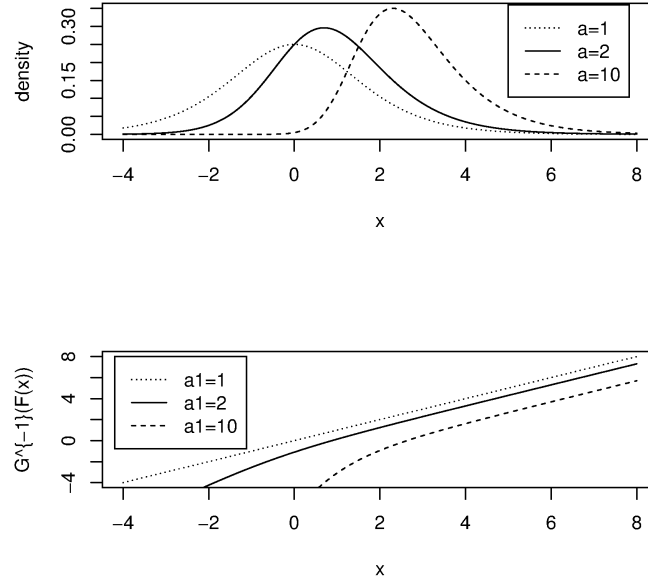 density
0.30
0.15
0.00
a=1
a=2
a=10
−4 −2 0 2 4 6 8
x
G^{-1}(F(x))
8
4
0
−4
a1=1
a1=2
a1=10
−4 −2 0 2 4 6 8
x